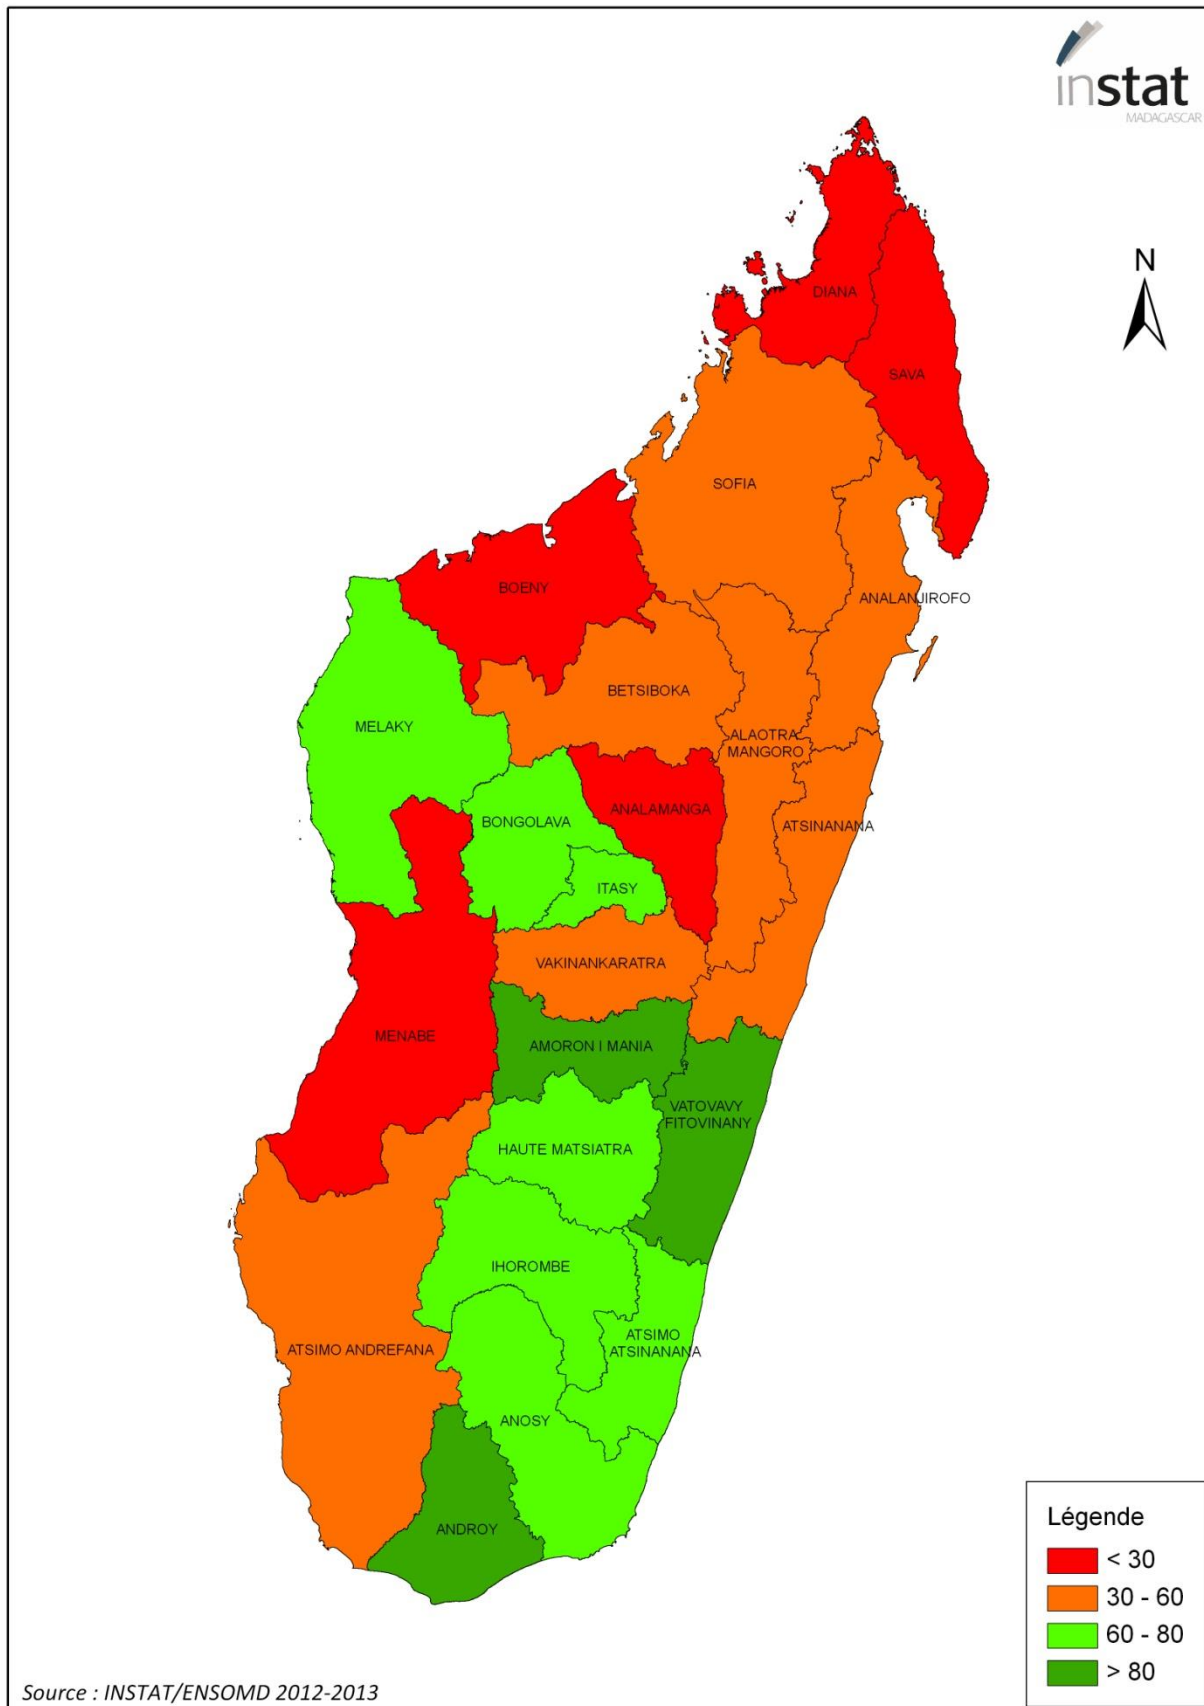 instat
MADAGASCAR
N
DIANA
SAVA
SOFIA
BOENY
ANALANJIROFO
BETSIBOKA
MELAKY
ALAOTRA
MANGORO
ANALAMANGA
BONGOLAVA
ATSINANANA
ITASY
VAKINANKARATRA
MENABE
AMORON I MANIA
VATOVAVY
FITOVINANY
HAUTE MATSIATRA
IHOROMBE
ATSIMO
ATSINANANA
ATSIMO ANDREFANA
ANOSY
ANDROY
Légende
< 30
30 - 60
60 - 80
> 80
Source : INSTAT/ENSOMD 2012-2013